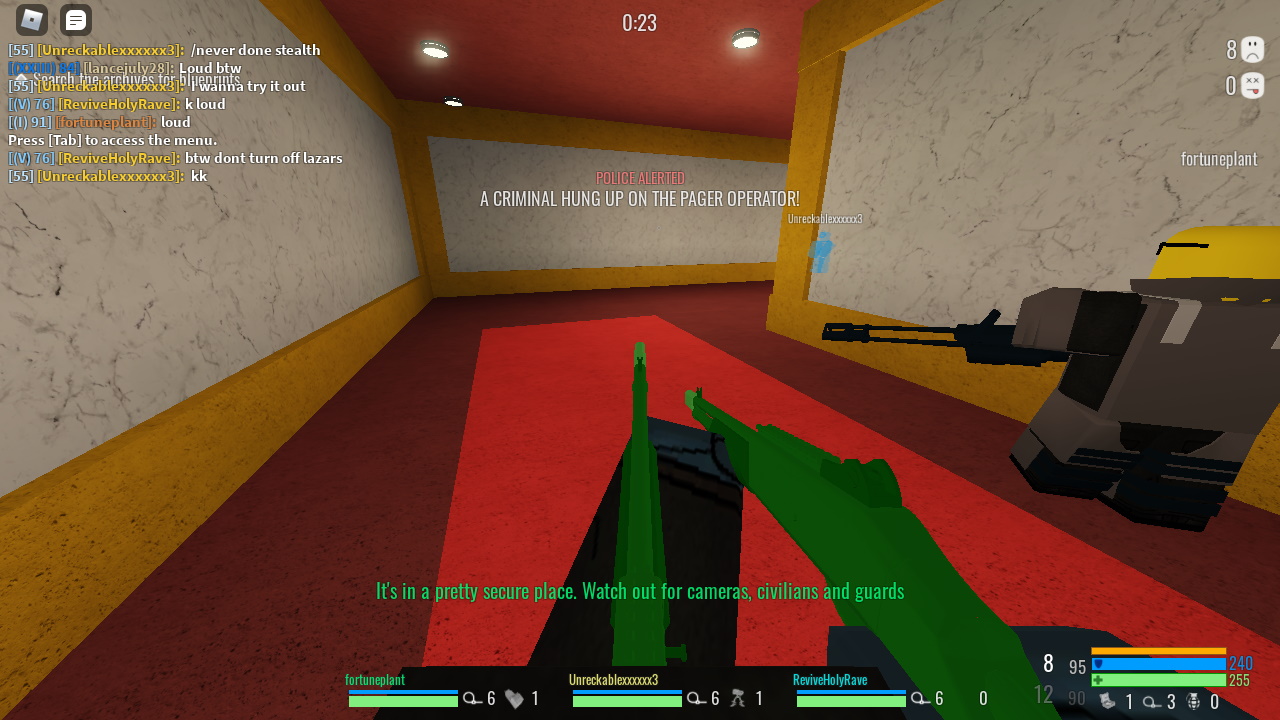 0:23
[55] [Unreckablexxxxxx3]: /never done stealth
[(XXIII) 84] [lancejuly28]: Loud btw
Search the archives for blueprints
[55] [Unreckablexxxxxx3]: i wanna try it out
[(V) 76] [ReviveHolyRave]: k loud
[(I) 91] [fortuneplant]: loud
Press [Tab] to access the menu.
[(V) 76] [ReviveHolyRave]: btw dont turn off lazars
[55] [Unreckablexxxxxx3]: kk
8
0
fortuneplant
POLICE ALERTED
A CRIMINAL HUNG UP ON THE PAGER OPERATOR!
Unreckablexxxxxx3
It's in a pretty secure place. Watch out for cameras, civilians and guards
fortuneplant
6 1
Unreckablexxxxxx3
6 1
ReviveHolyRave
6 0
8 95
12 90
240
255
1 3 0